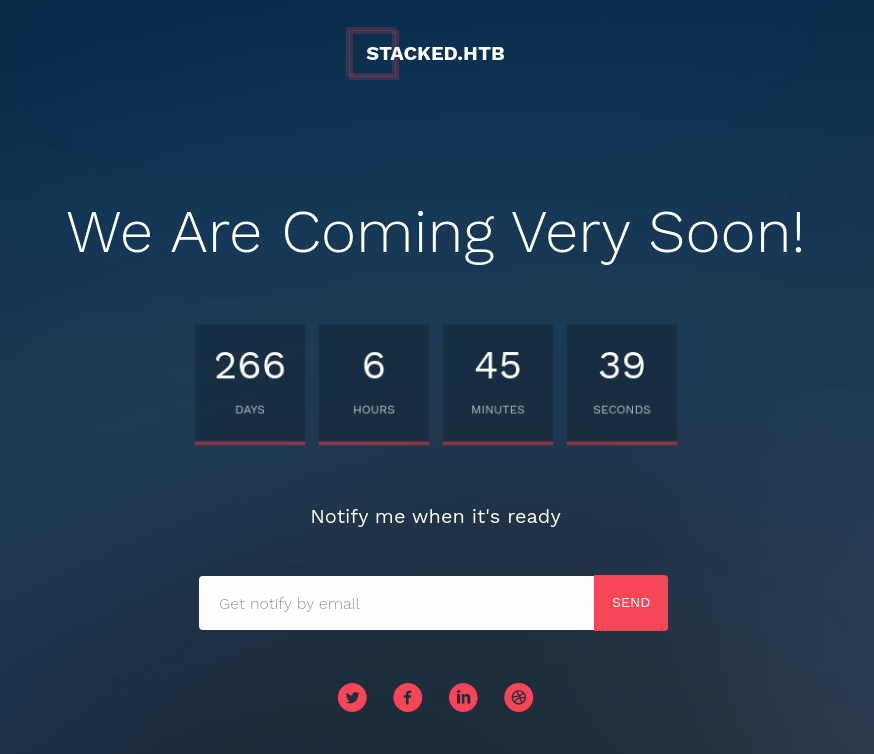 STACKED.HTB
We Are Coming Very Soon!
266 6 45 39
DAYS HOURS MINUTES SECONDS
Notify me when it's ready
Get notify by email SEND